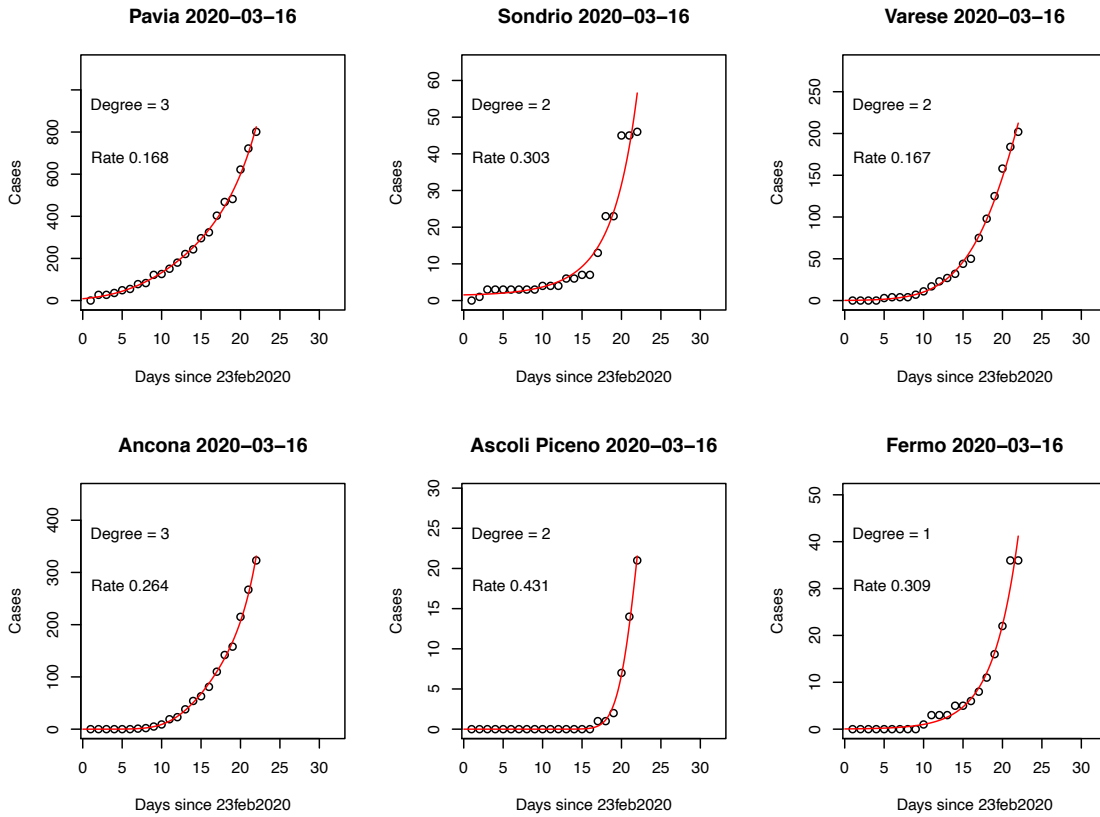 Pavia 2020−03−16
Degree = 3
Rate 0.168
Cases
0 200 400 600 800
0 5 10 15 20 25 30
Days since 23feb2020
Sondrio 2020−03−16
Degree = 2
Rate 0.303
Cases
0 10 20 30 40 50 60
0 5 10 15 20 25 30
Days since 23feb2020
Varese 2020−03−16
Degree = 2
Rate 0.167
Cases
0 50 100 150 200 250
0 5 10 15 20 25 30
Days since 23feb2020
Ancona 2020−03−16
Degree = 3
Rate 0.264
Cases
0 100 200 300 400
0 5 10 15 20 25 30
Days since 23feb2020
Ascoli Piceno 2020−03−16
Degree = 2
Rate 0.431
Cases
0 5 10 15 20 25 30
0 5 10 15 20 25 30
Days since 23feb2020
Fermo 2020−03−16
Degree = 1
Rate 0.309
Cases
0 10 20 30 40 50
0 5 10 15 20 25 30
Days since 23feb2020